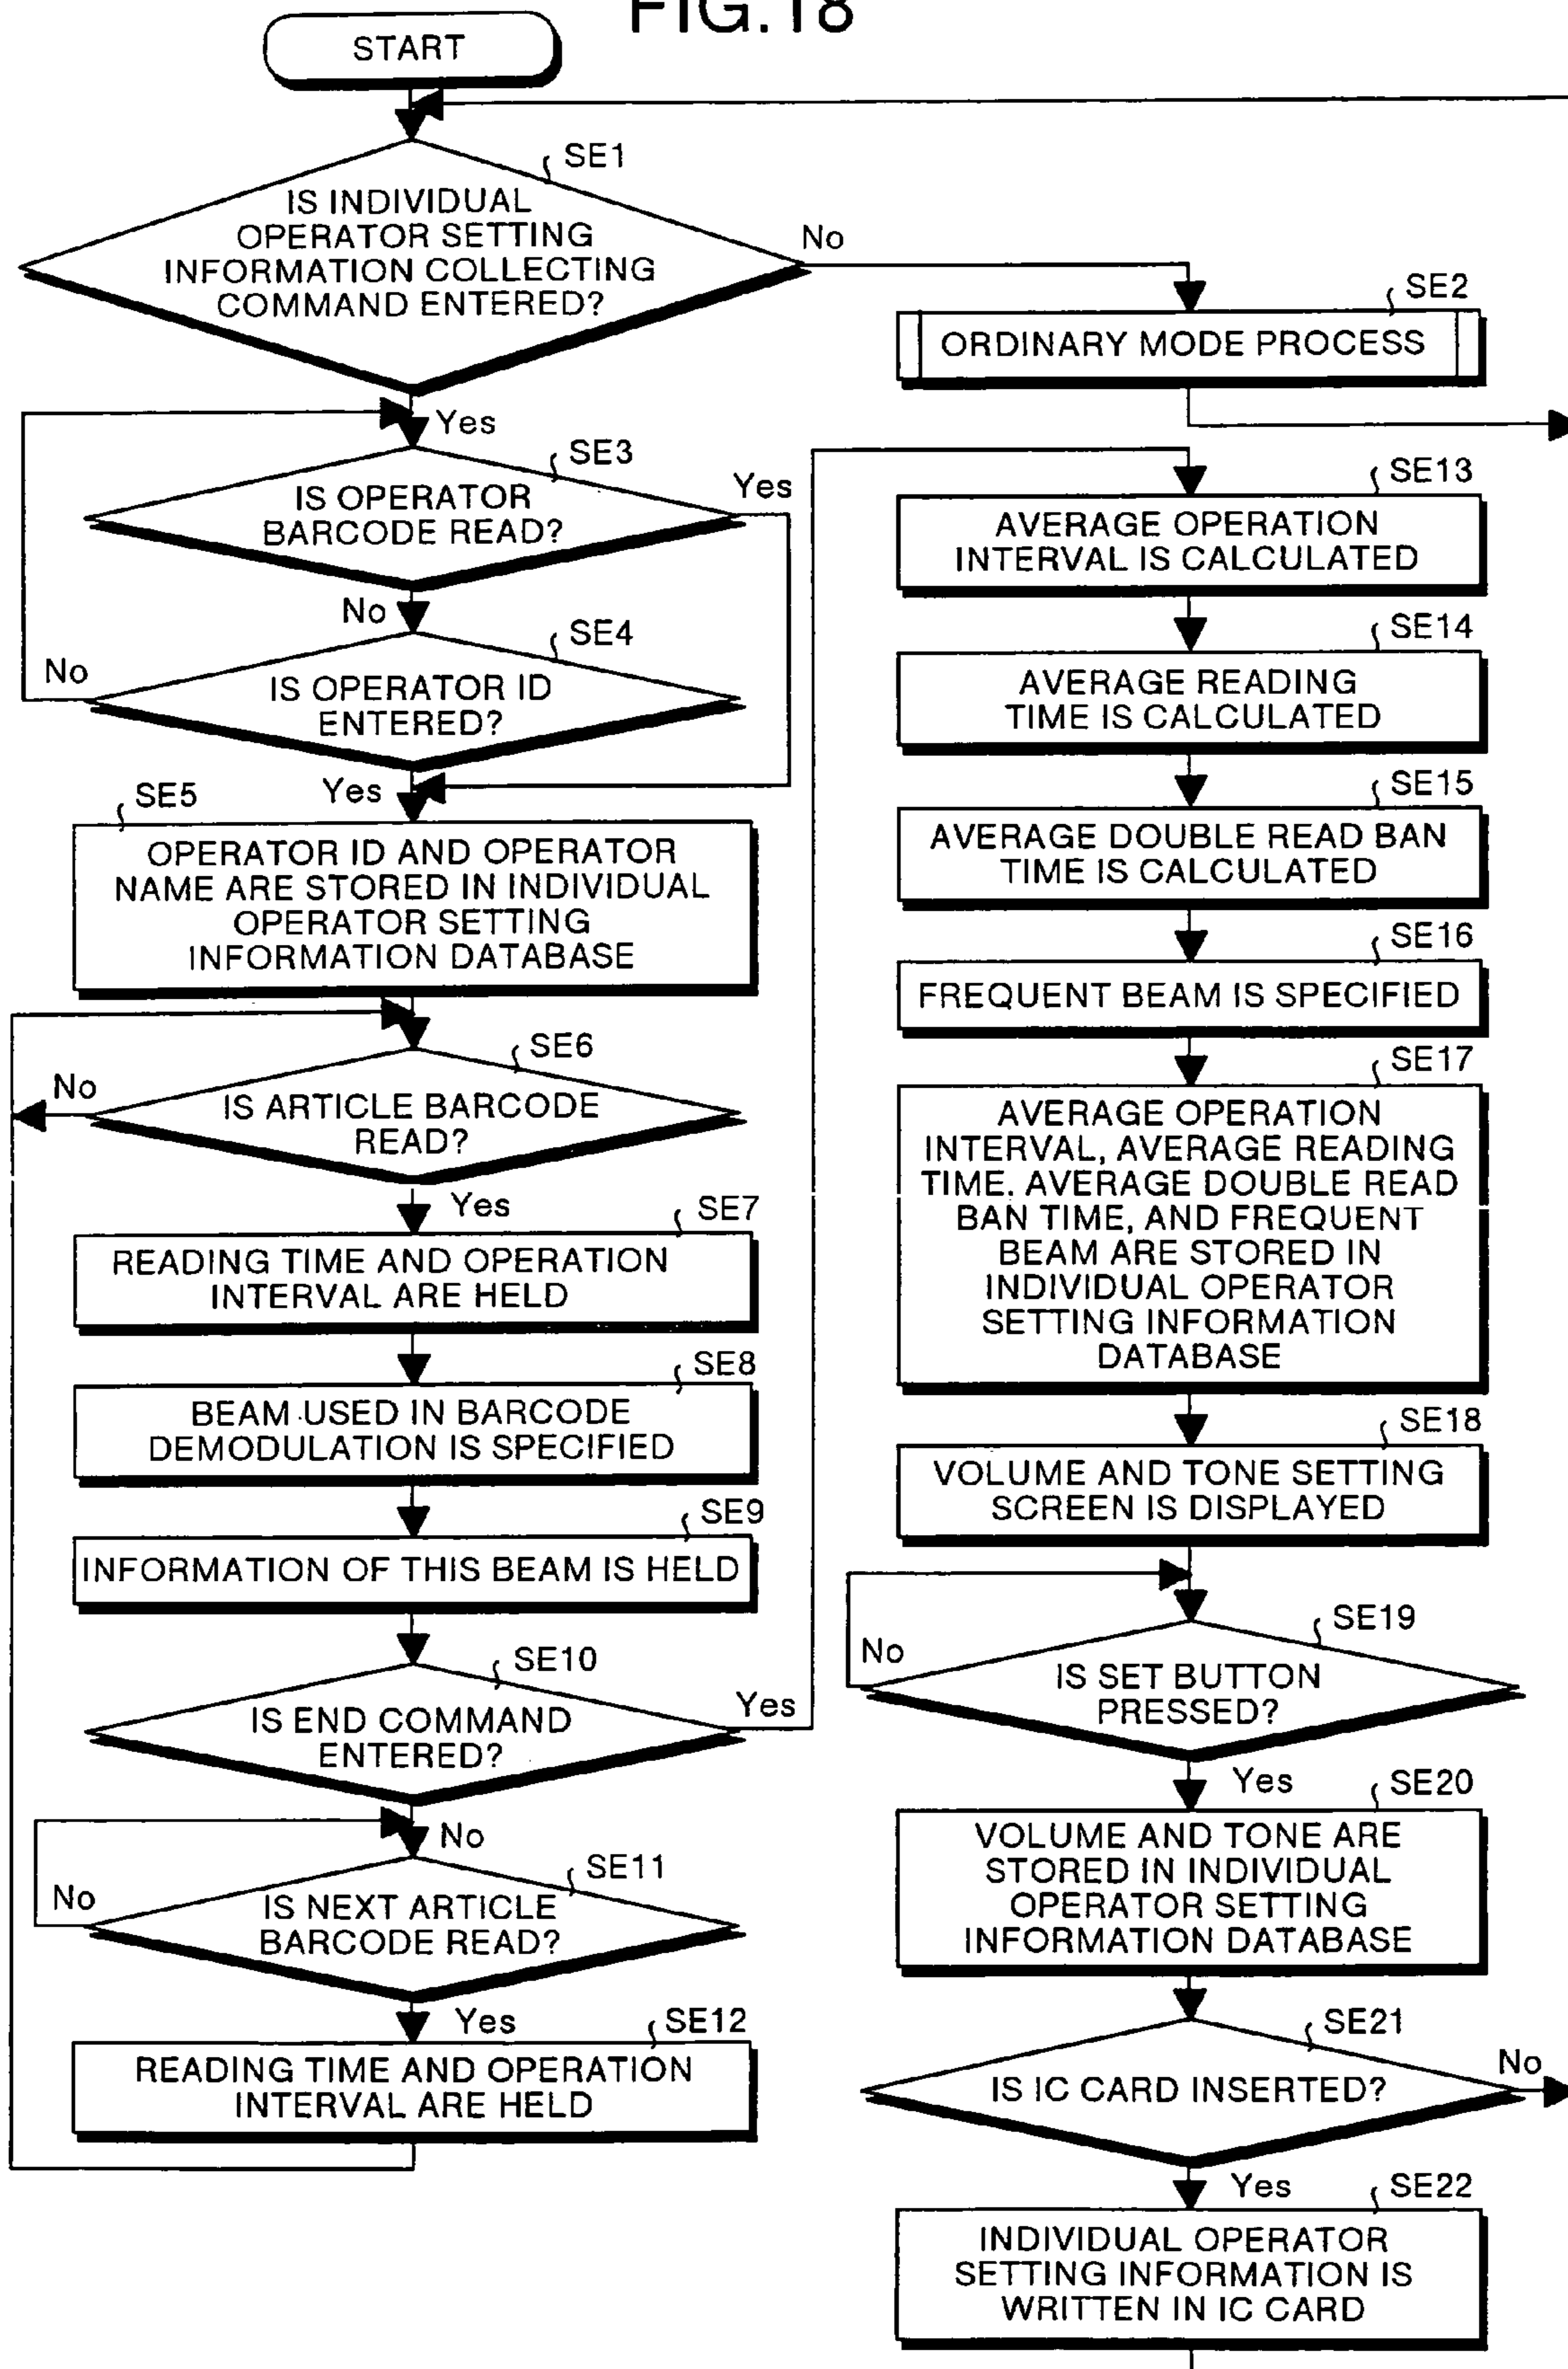 FIG.18
START
SE1
IS INDIVIDUAL
OPERATOR SETTING
INFORMATION COLLECTING
COMMAND ENTERED?
No
Yes
SE2
ORDINARY MODE PROCESS
SE3
IS OPERATOR
BARCODE READ?
Yes
No
SE4
IS OPERATOR ID
ENTERED?
No
Yes
SE5
OPERATOR ID AND OPERATOR
NAME ARE STORED IN INDIVIDUAL
OPERATOR SETTING
INFORMATION DATABASE
SE6
IS ARTICLE BARCODE
READ?
No
Yes
SE7
READING TIME AND OPERATION
INTERVAL ARE HELD
SE8
BEAM USED IN BARCODE
DEMODULATION IS SPECIFIED
SE9
INFORMATION OF THIS BEAM IS HELD
SE10
IS END COMMAND
ENTERED?
Yes
No
SE11
IS NEXT ARTICLE
BARCODE READ?
No
Yes
SE12
READING TIME AND OPERATION
INTERVAL ARE HELD
SE13
AVERAGE OPERATION
INTERVAL IS CALCULATED
SE14
AVERAGE READING
TIME IS CALCULATED
SE15
AVERAGE DOUBLE READ BAN
TIME IS CALCULATED
SE16
FREQUENT BEAM IS SPECIFIED
SE17
AVERAGE OPERATION
INTERVAL, AVERAGE READING
TIME. AVERAGE DOUBLE READ
BAN TIME, AND FREQUENT
BEAM ARE STORED IN
INDIVIDUAL OPERATOR
SETTING INFORMATION
DATABASE
SE18
VOLUME AND TONE SETTING
SCREEN IS DISPLAYED
SE19
IS SET BUTTON
PRESSED?
No
Yes
SE20
VOLUME AND TONE ARE
STORED IN INDIVIDUAL
OPERATOR SETTING
INFORMATION DATABASE
SE21
IS IC CARD INSERTED?
No
Yes
SE22
INDIVIDUAL OPERATOR
SETTING INFORMATION IS
WRITTEN IN IC CARD